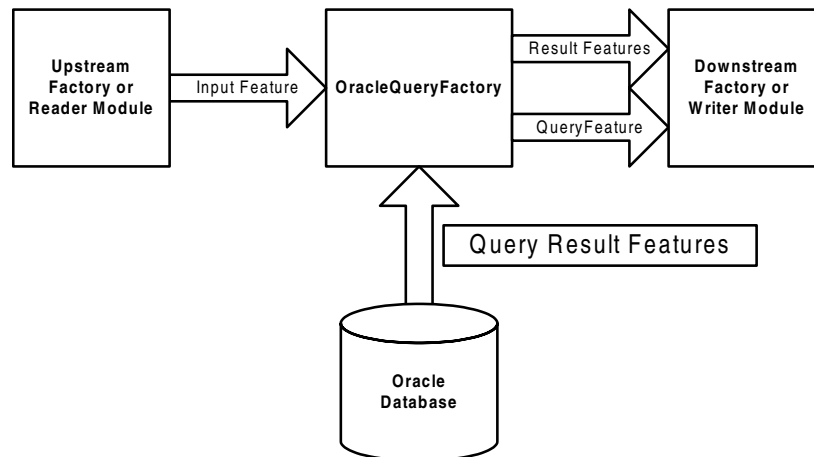 Upstream
Factory or
Reader Module
Input Feature
OracleQueryFactory
Result Features
QueryFeature
Downstream
Factory or
Writer Module
Query Result Features
Oracle
Database